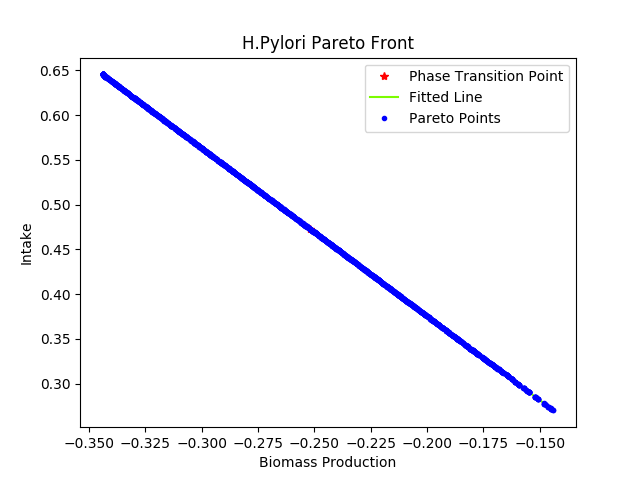 H.Pylori Pareto Front
Phase Transition Point
Fitted Line
Pareto Points
Intake
0.65
0.60
0.55
0.50
0.45
0.40
0.35
0.30
−0.350 −0.325 −0.300 −0.275 −0.250 −0.225 −0.200 −0.175 −0.150
Biomass Production